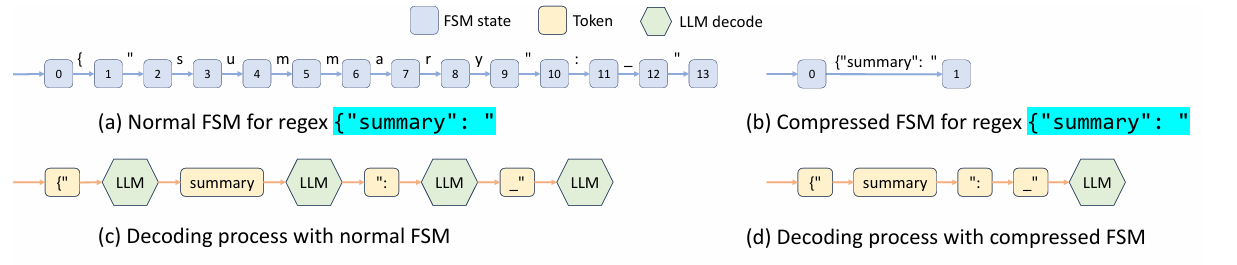 FSM state Token LLM decode
{ " s u m m a r y " : _ "
0 1 2 3 4 5 6 7 8 9 10 11 12 13
{"summary": "
0 1
(a) Normal FSM for regex {"summary": "
(b) Compressed FSM for regex {"summary": "
{" LLM summary LLM ": LLM _" LLM
{" summary ": _" LLM
(c) Decoding process with normal FSM
(d) Decoding process with compressed FSM